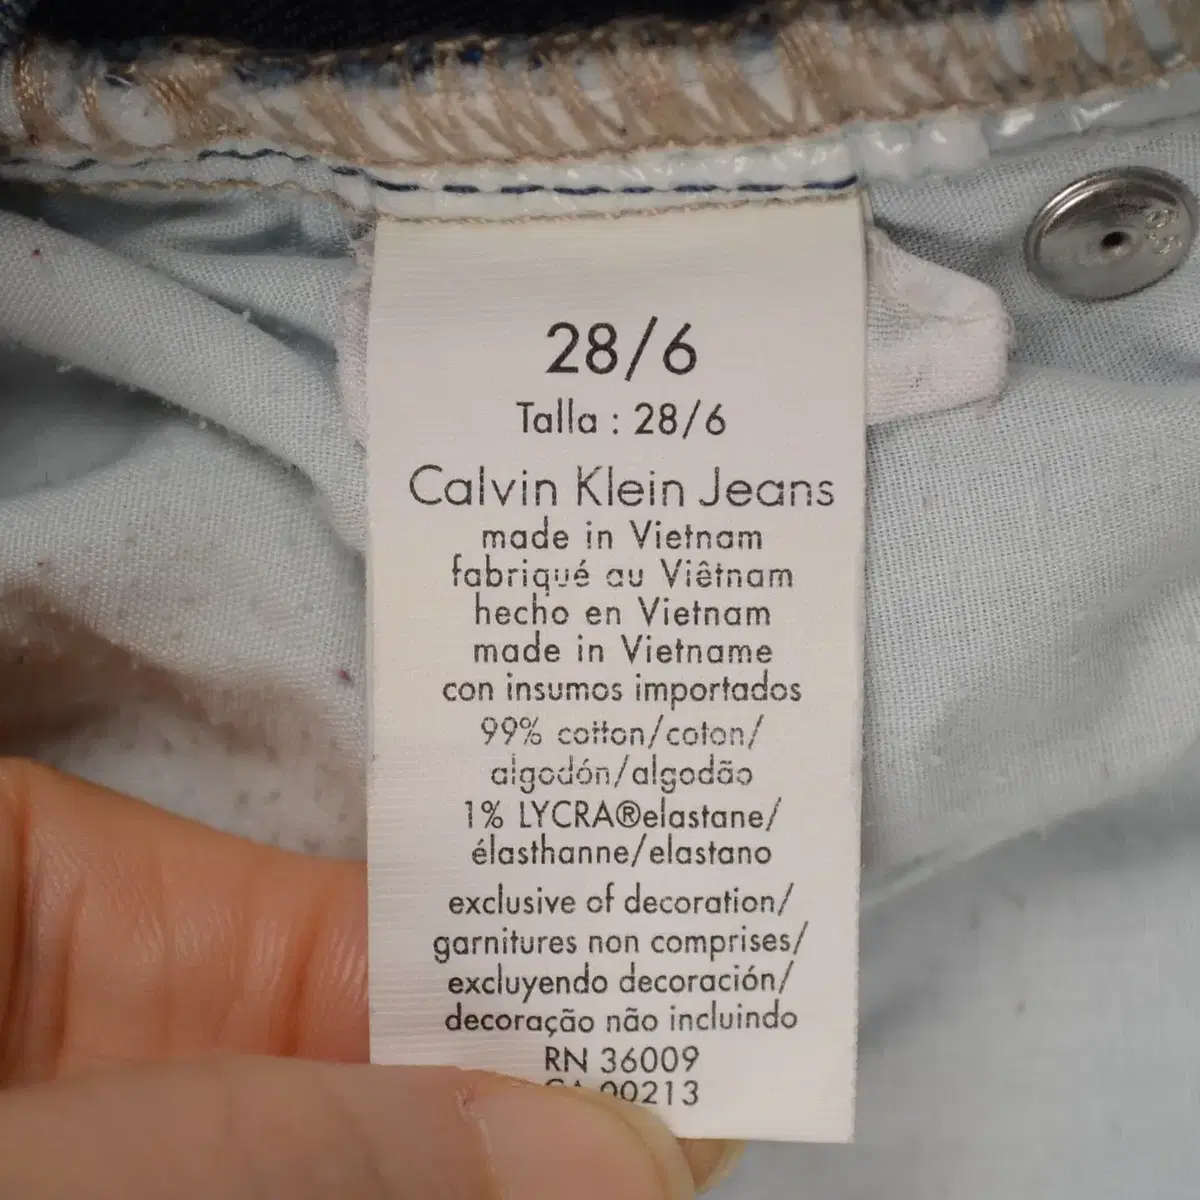 28/6
Talla : 28/6
Calvin Klein Jeans
made in Vietnam
fabriqué au Viêtnam
hecho en Vietnam
made in Vietname
con insumos importados
99% cotton/coton/
algodón/algodão
1% LYCRA®elastane/
élasthanne/elastano
exclusive of decoration/
garnitures non comprises/
excluyendo decoración/
decoração não incluindo
RN 36009
CA 00213